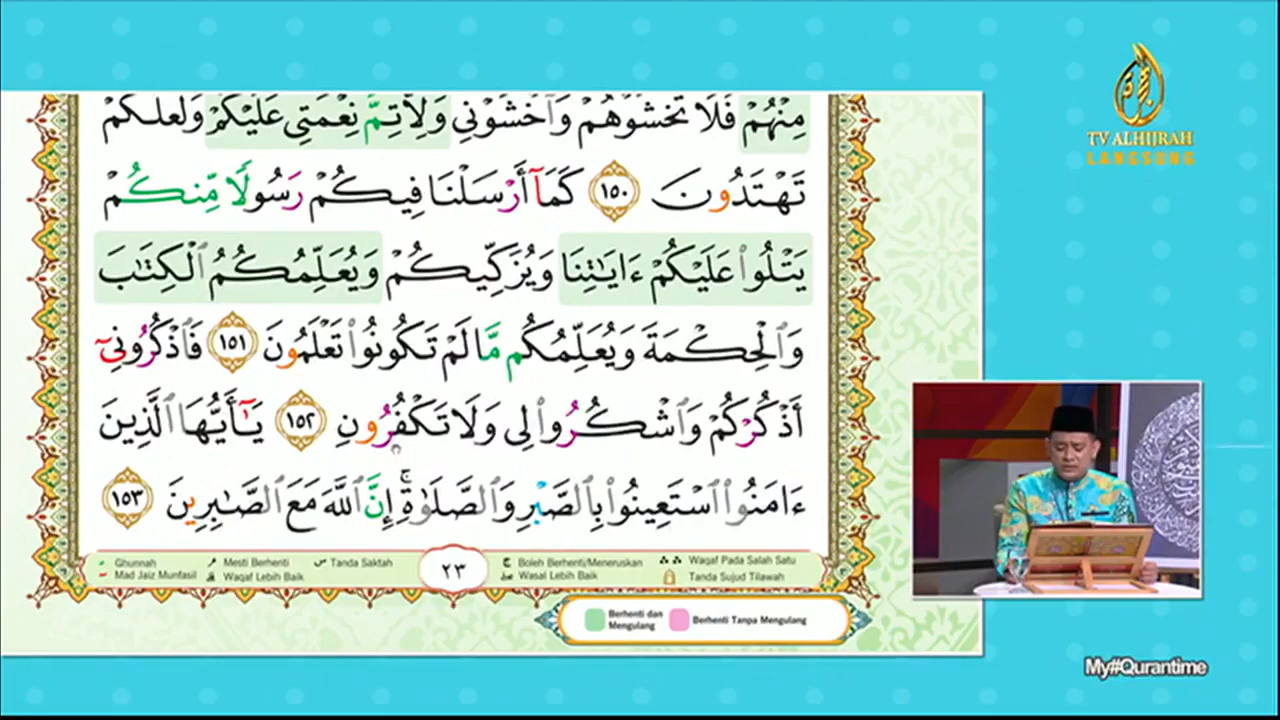 مِنْهُمْ فَلَا تَخْشَوْهُمْ وَٱخْشَوْنِي وَلِأُتِمَّ نِعْمَتِي عَلَيْكُمْ وَلَعَلَّكُمْ
تَهْتَدُونَ ١٥٠ كَمَآ أَرْسَلْنَا فِيكُمْ رَسُولًا مِّنكُمْ
يَتْلُوا۟ عَلَيْكُمْ ءَايَٰتِنَا وَيُزَكِّيكُمْ وَيُعَلِّمُكُمُ ٱلْكِتَٰبَ
وَٱلْحِكْمَةَ وَيُعَلِّمُكُم مَّا لَمْ تَكُونُوا۟ تَعْلَمُونَ ١٥١ فَٱذْكُرُونِيٓ
أَذْكُرْكُمْ وَٱشْكُرُوا۟ لِي وَلَا تَكْفُرُونِ ١٥٢ يَٰٓأَيُّهَا ٱلَّذِينَ
ءَامَنُوا۟ ٱسْتَعِينُوا۟ بِٱلصَّبْرِ وَٱلصَّلَوٰةِۚ إِنَّ ٱللَّهَ مَعَ ٱلصَّٰبِرِينَ ١٥٣
Ghunnah
Mad Jaiz Munfasil
Mesti Berhenti
Waqaf Lebih Baik
Tanda Saktah
٢٣
Boleh Berhenti/Meneruskan
Wasal Lebih Baik
Waqaf Pada Salah Satu
Tanda Sujud Tilawah
Berhenti dan Mengulang
Berhenti Tanpa Mengulang
TV ALHIJRAH
LANGSUNG
My#Qurantime